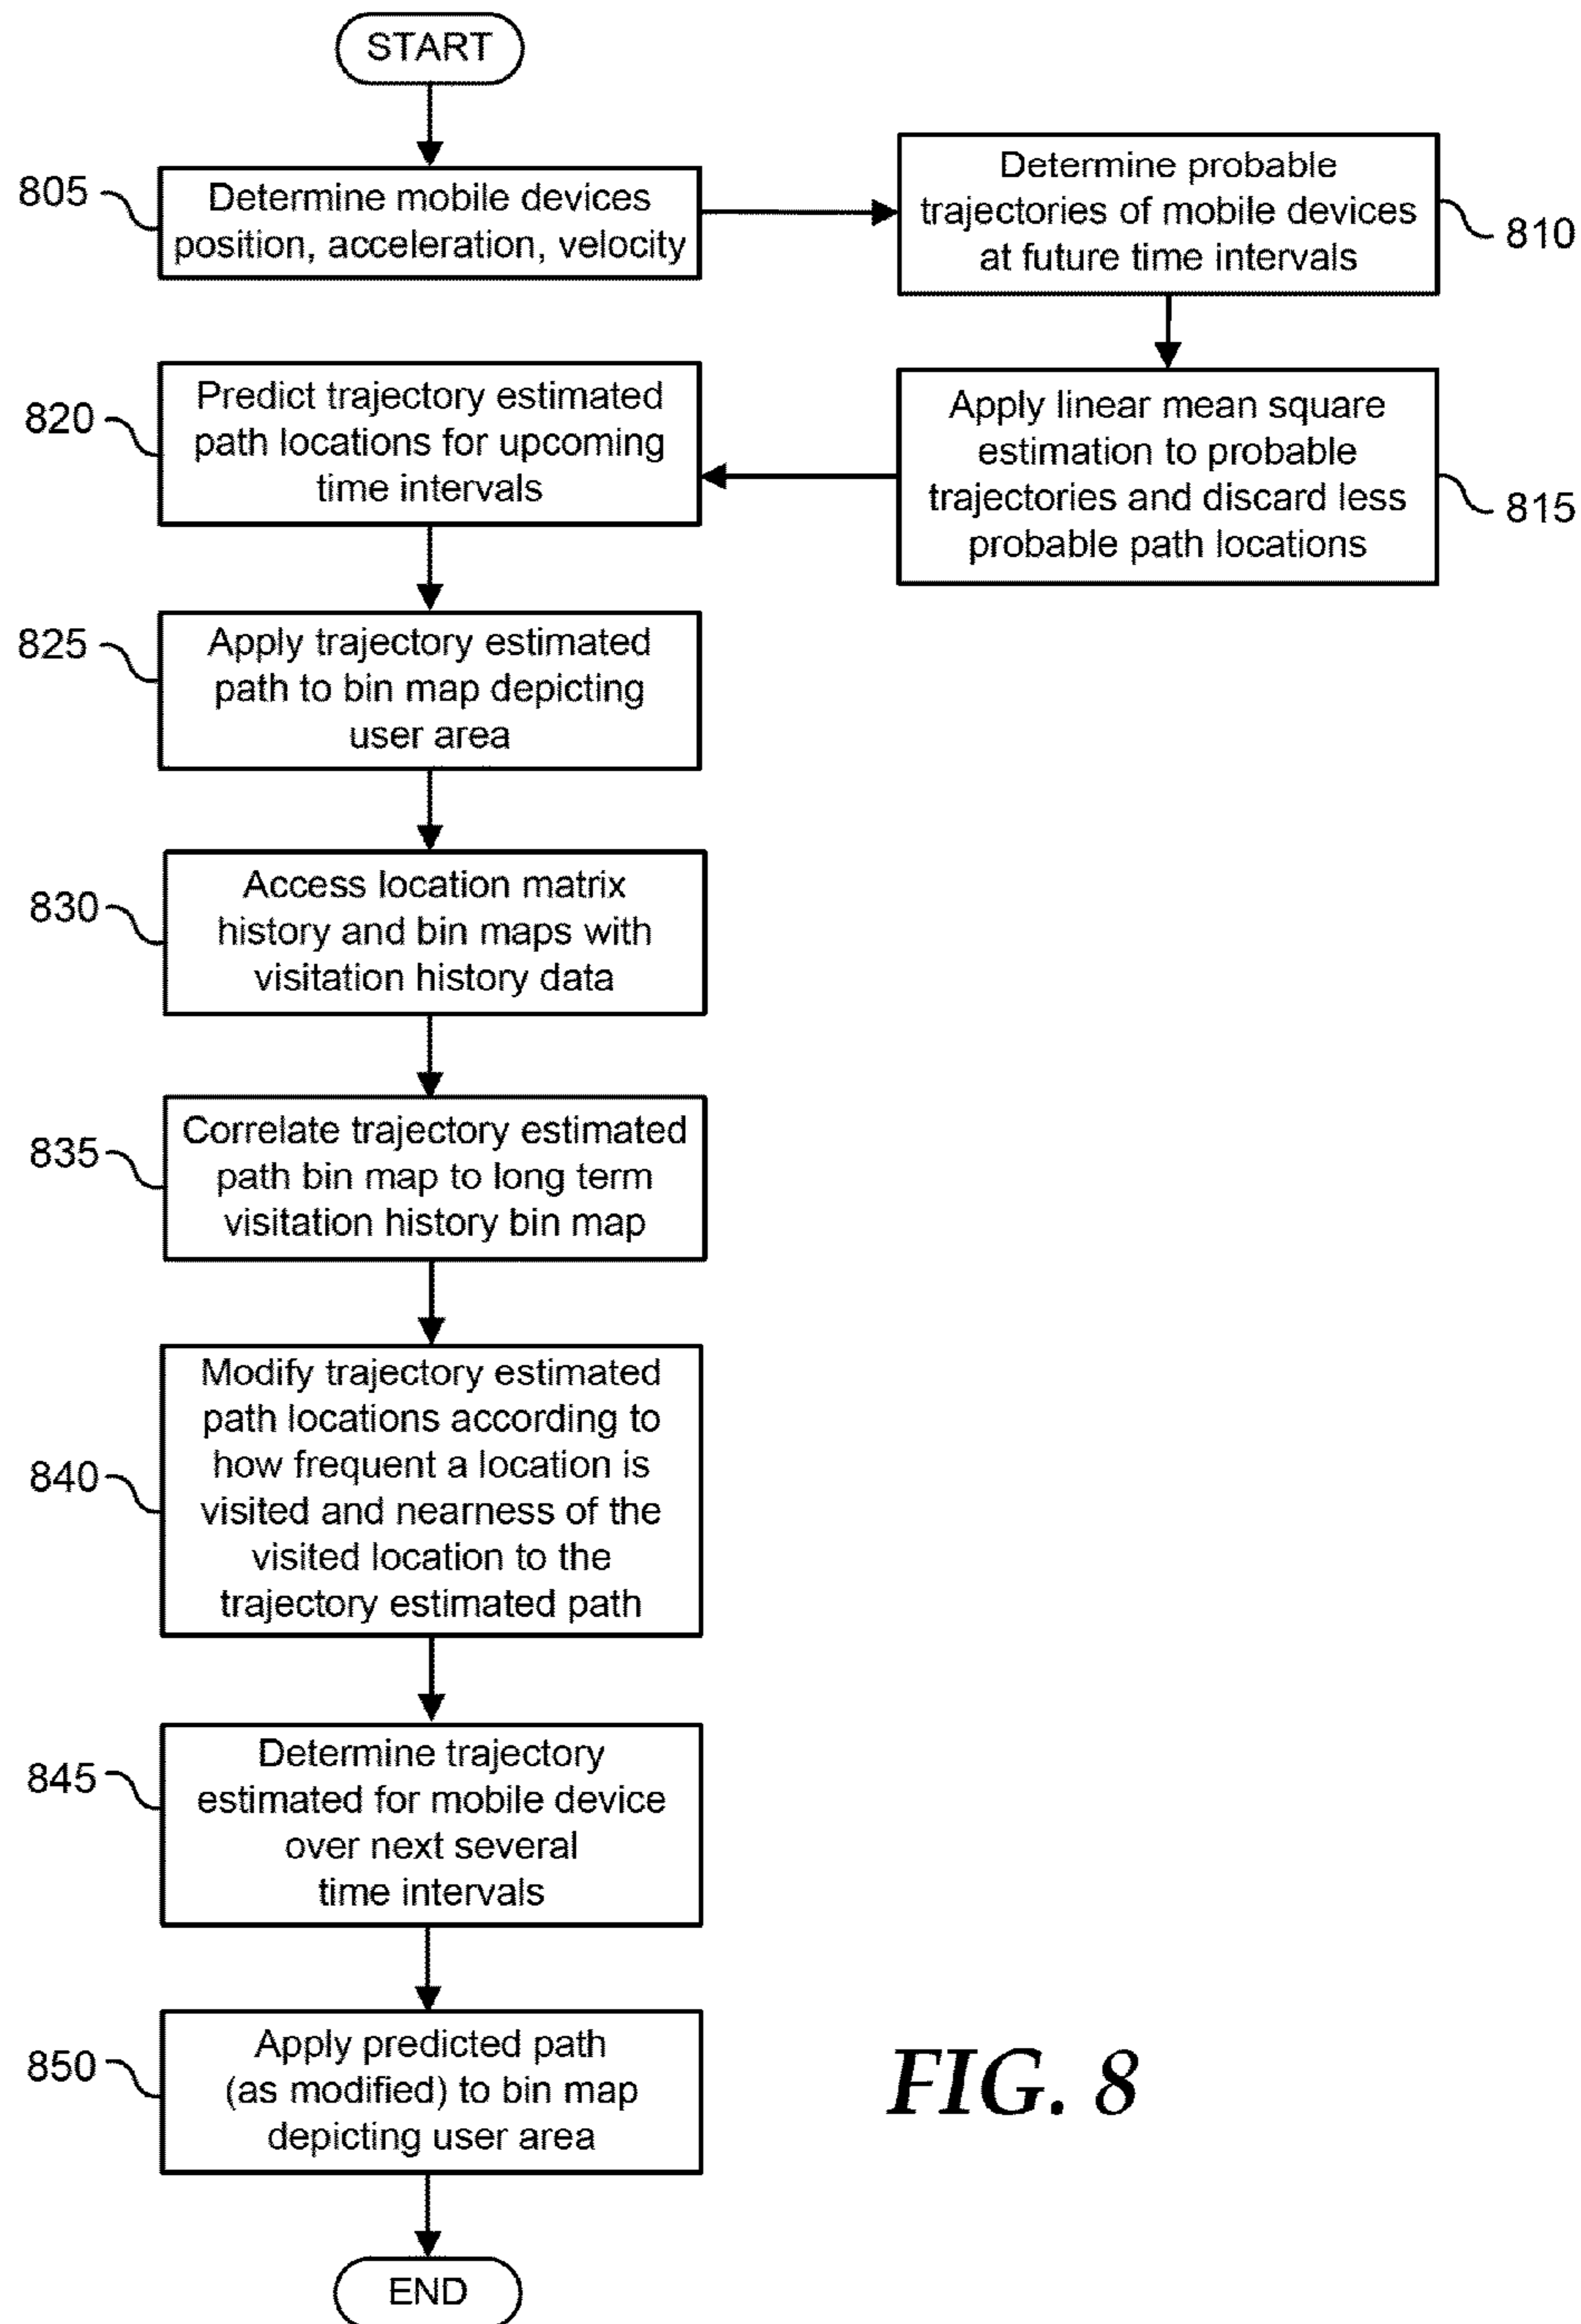 START
805
Determine mobile devices
position, acceleration, velocity
Determine probable
trajectories of mobile devices
at future time intervals
810
820
Predict trajectory estimated
path locations for upcoming
time intervals
Apply linear mean square
estimation to probable
trajectories and discard less
probable path locations
815
825
Apply trajectory estimated
path to bin map depicting
user area
830
Access location matrix
history and bin maps with
visitation history data
835
Correlate trajectory estimated
path bin map to long term
visitation history bin map
840
Modify trajectory estimated
path locations according to
how frequent a location is
visited and nearness of the
visited location to the
trajectory estimated path
845
Determine trajectory
estimated for mobile device
over next several
time intervals
850
Apply predicted path
(as modified) to bin map
depicting user area
FIG. 8
END